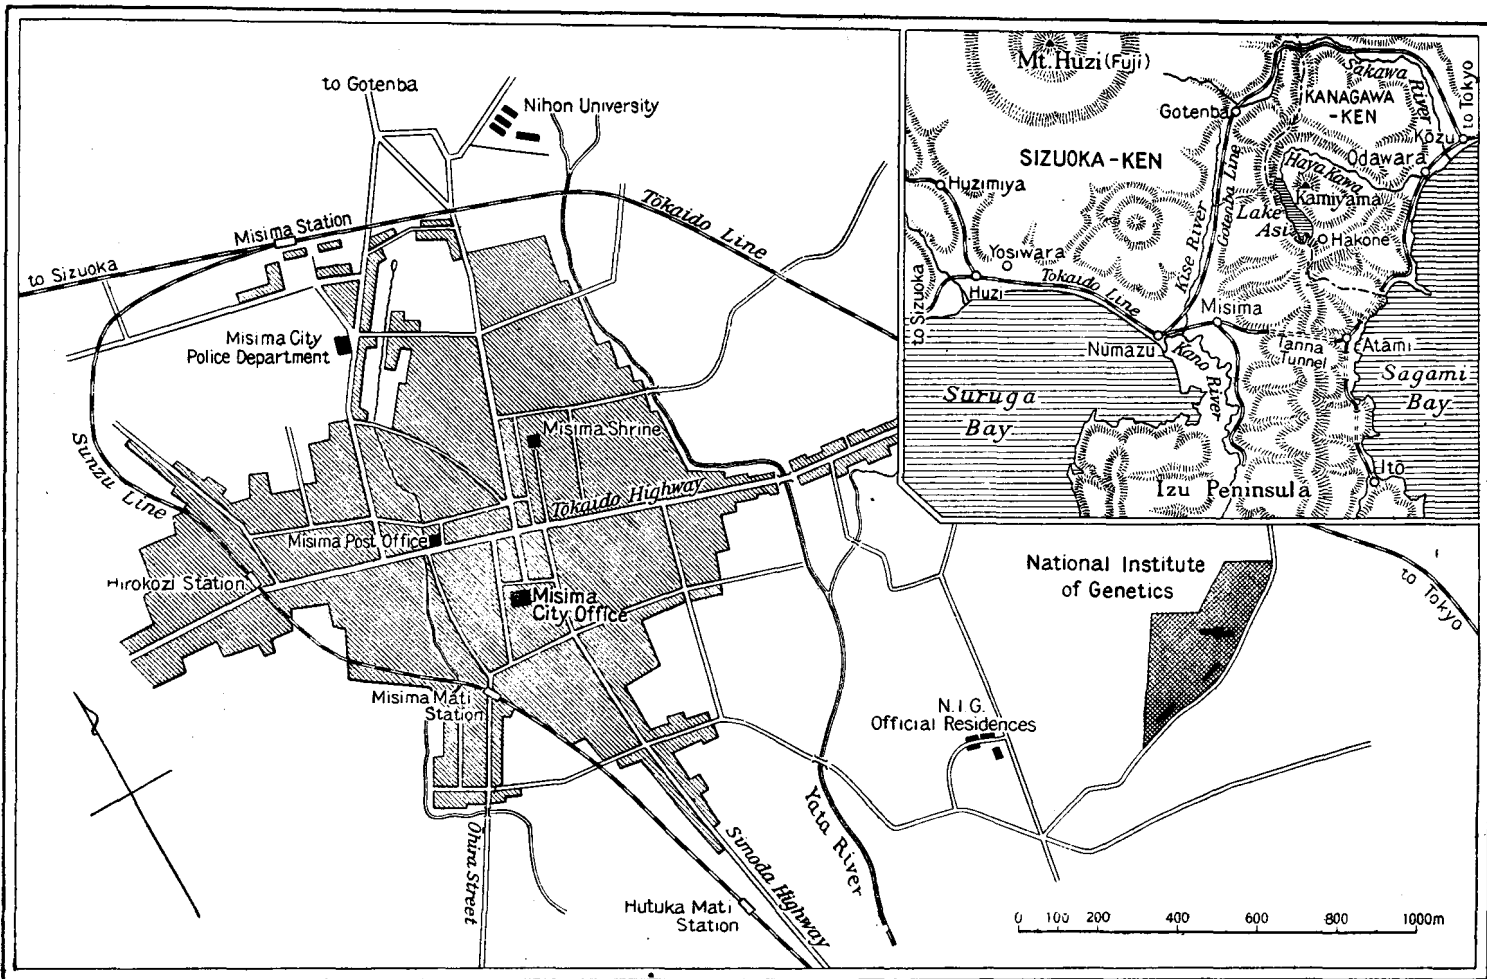 to Gotenba
Nihon University
Misima Station
Tōkaido Line
to Sizuoka
Misima City
Police Department
Sunzu Line
Misima Shrine
Tōkaido Highway
Misima Post Office
Hirokozi Station
Misima
City Office
Misima Mati
Station
Ōhira Street
Simoda Highway
Hutuka Mati
Station
Yata River
N.I.G.
Official Residences
National Institute
of Genetics
to Tokyo
0 100 200 400 600 800 1000m
Mt. Huzi (Fuji)
Sakawa River
to Tokyo
KANAGAWA
-KEN
Gotenba
Kōzu
Odawara
SIZUOKA-KEN
Haya Kawa
Kamiyama
Huzimiya
Gotenba Line
Kise River
Lake
Asi
Hakone
Yosiwara
Tōkaido Line
Huzi
to Sizuoka
Misima
Numazu
Kano River
Tanna
Tunnel
Atami
Suruga
Bay
Sagami
Bay
Itō
Izu Peninsula